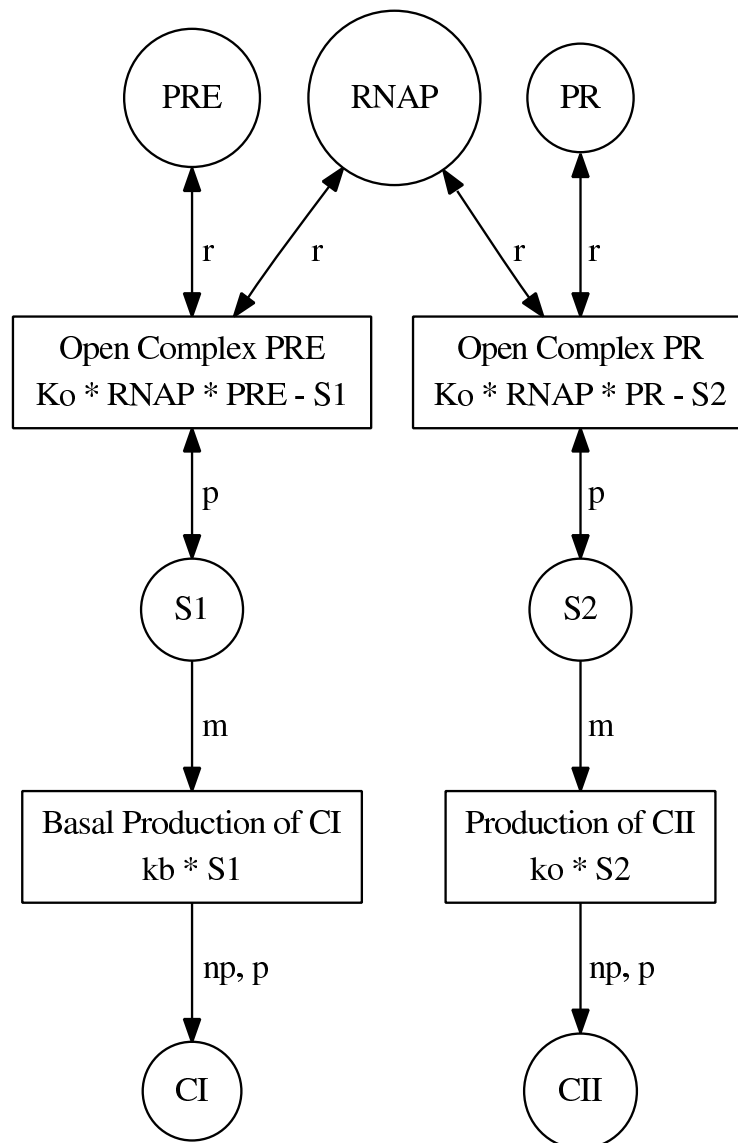 PRE
RNAP
PR
r
r
r
r
Open Complex PRE
Ko * RNAP * PRE - S1
Open Complex PR
Ko * RNAP * PR - S2
p
p
S1
S2
m
m
Basal Production of CI
kb * S1
Production of CII
ko * S2
np, p
np, p
CI
CII